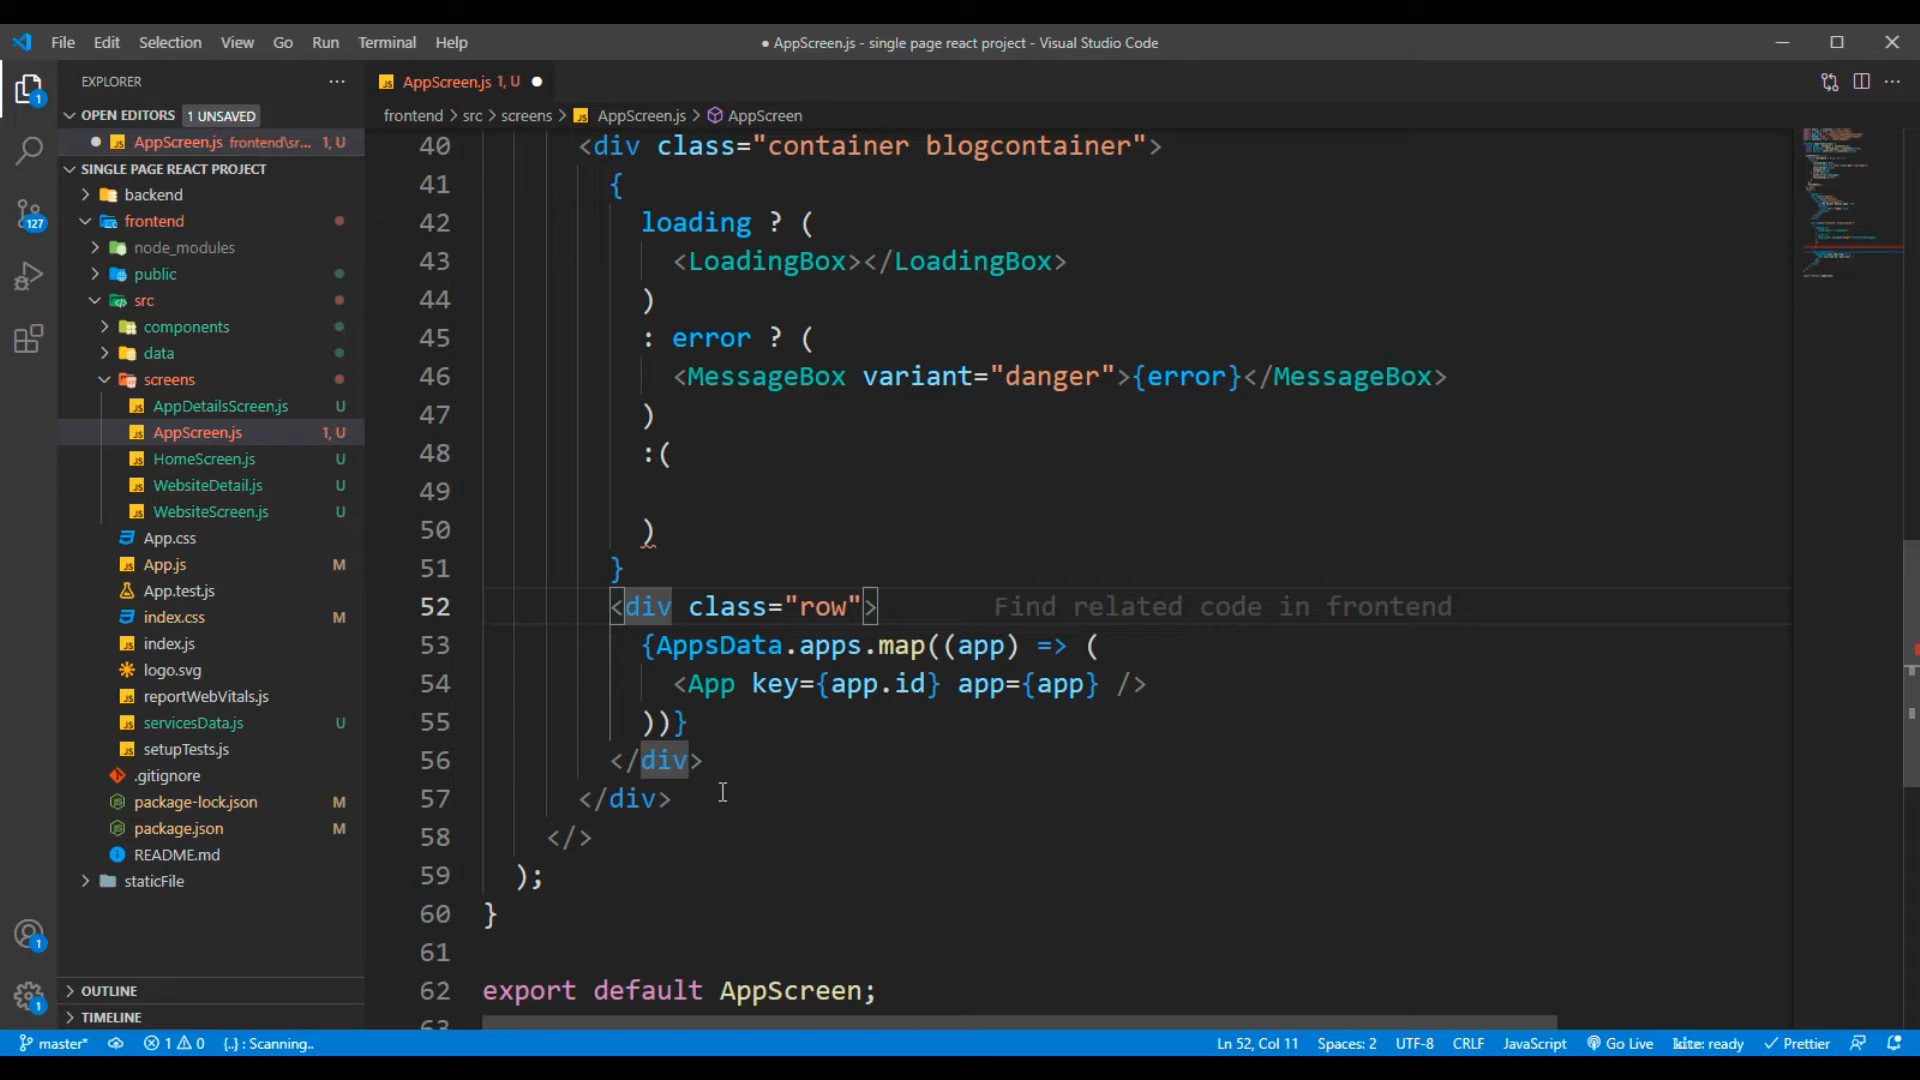 File Edit Selection View Go Run Terminal Help
● AppScreen.js - single page react project - Visual Studio Code
EXPLORER
OPEN EDITORS 1 UNSAVED
AppScreen.js frontend\sr... 1, U
SINGLE PAGE REACT PROJECT
backend
frontend
node_modules
public
src
components
data
screens
AppDetailsScreen.js U
AppScreen.js 1, U
HomeScreen.js U
WebsiteDetail.js U
WebsiteScreen.js U
App.css
App.js M
App.test.js
index.css M
index.js
logo.svg
reportWebVitals.js
servicesData.js U
setupTests.js
.gitignore
package-lock.json M
package.json M
README.md
staticFile
OUTLINE
TIMELINE
1
127
1
1
AppScreen.js 1, U
frontend > src > screens > AppScreen.js > AppScreen
40 <div class="container blogcontainer">
41 {
42 loading ? (
43 <LoadingBox></LoadingBox>
44 )
45 : error ? (
46 <MessageBox variant="danger">{error}</MessageBox>
47 )
48 :(
49
50 )
51 }
52 <div class="row"> Find related code in frontend
53 {AppsData.apps.map((app) => (
54 <App key={app.id} app={app} />
55 ))}
56 </div>
57 </div>
58 </>
59 );
60 }
61
62 export default AppScreen;
63
master* 1 0 {..} : Scanning.. Ln 52, Col 11 Spaces: 2 UTF-8 CRLF JavaScript Go Live kite: ready Prettier